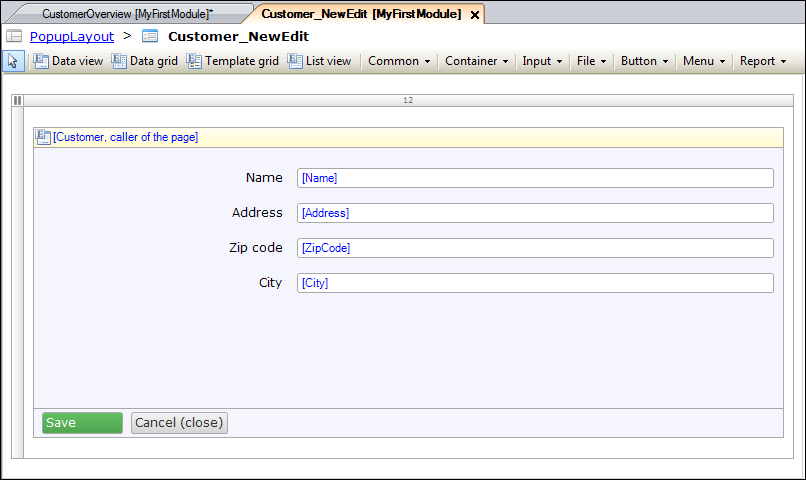 CustomerOverview [MyFirstModule]* Customer_NewEdit [MyFirstModule]
PopupLayout > Customer_NewEdit
Data view Data grid Template grid List view Common Container Input File Button Menu Report
12
[Customer, caller of the page]
Name [Name]
Address [Address]
Zip code [ZipCode]
City [City]
Save Cancel (close)